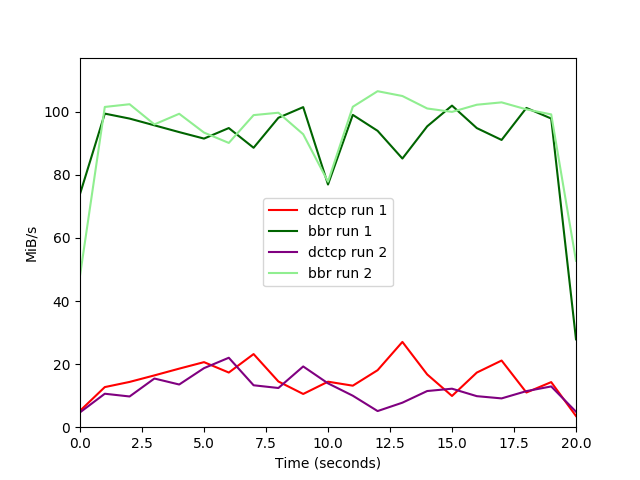 100
80
60
40
20
0
MiB/s
dctcp run 1
bbr run 1
dctcp run 2
bbr run 2
0.0 2.5 5.0 7.5 10.0 12.5 15.0 17.5 20.0
Time (seconds)